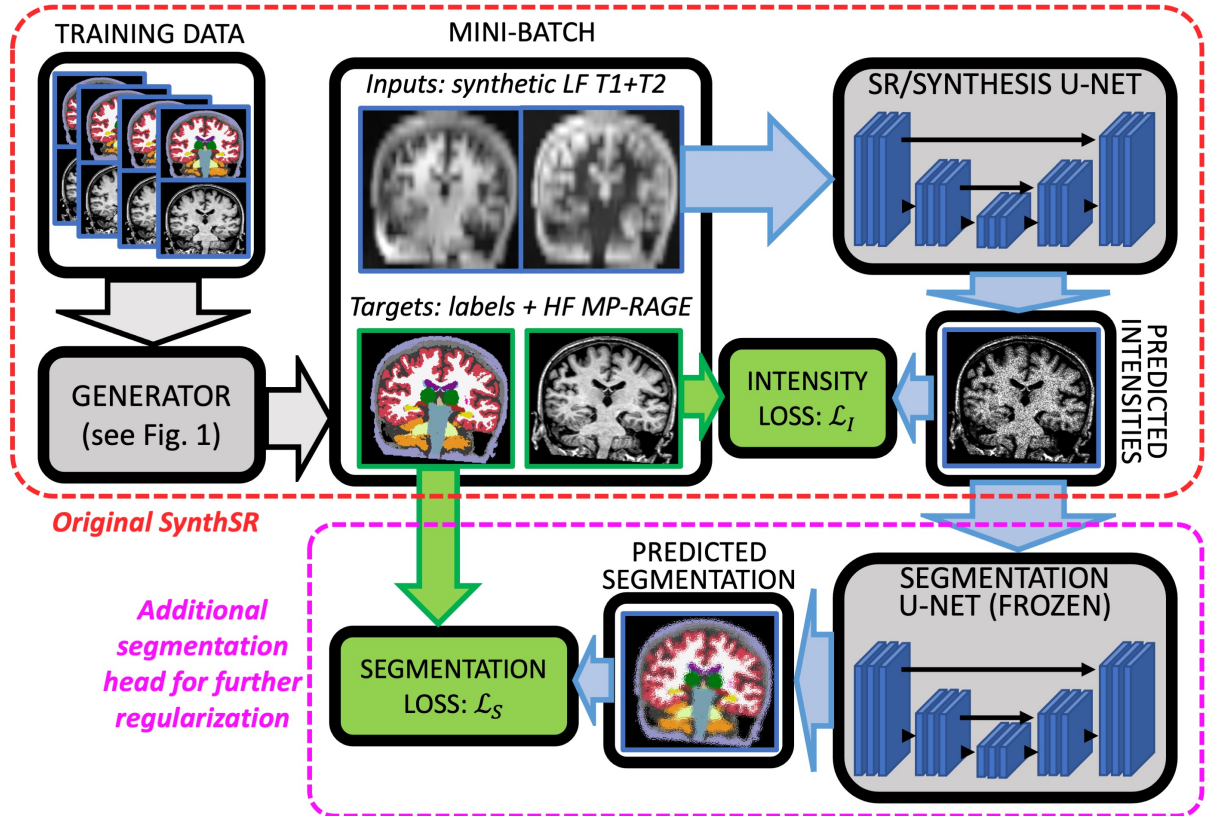 TRAINING DATA
MINI-BATCH
Inputs: synthetic LF T1+T2
SR/SYNTHESIS U-NET
Targets: labels + HF MP-RAGE
GENERATOR
(see Fig. 1)
INTENSITY
LOSS: ℒI
PREDICTED
INTENSITIES
Original SynthSR
PREDICTED
SEGMENTATION
SEGMENTATION
U-NET (FROZEN)
Additional
segmentation
head for further
regularization
SEGMENTATION
LOSS: ℒS